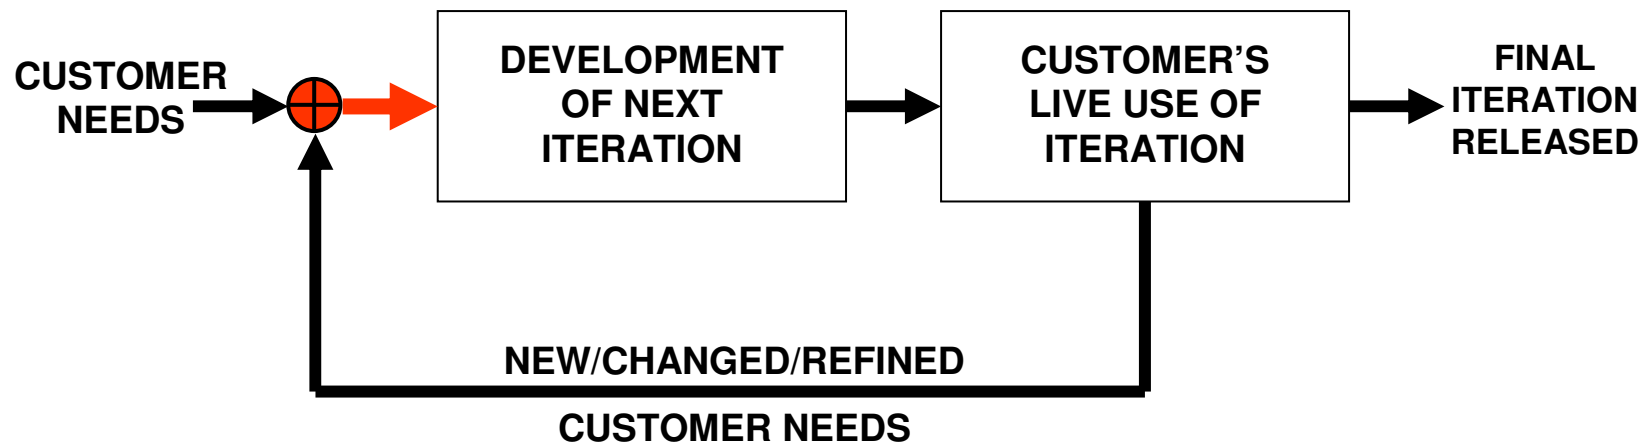 CUSTOMER
NEEDS
DEVELOPMENT
OF NEXT
ITERATION
CUSTOMER’S
LIVE USE OF
ITERATION
FINAL
ITERATION
RELEASED
NEW/CHANGED/REFINED
CUSTOMER NEEDS